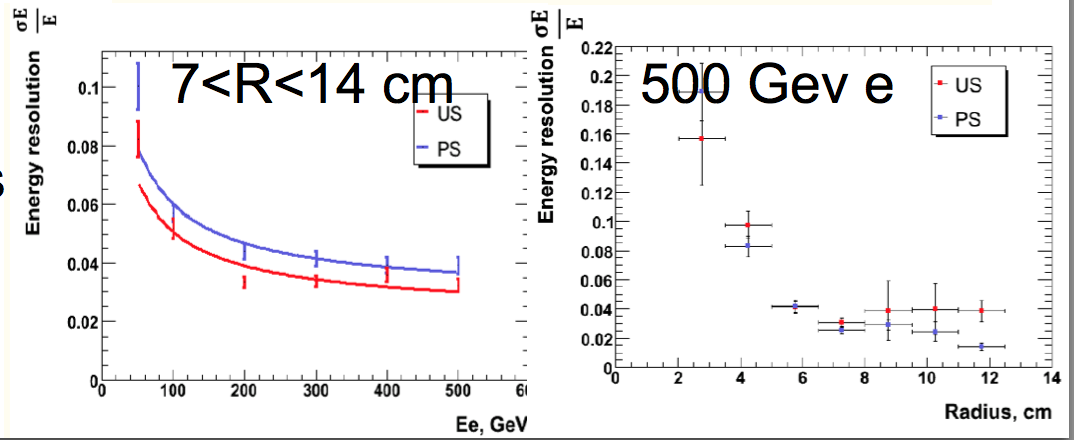 σE
E
Energy resolution
7<R<14 cm
US
PS
0.1
0.08
0.06
0.04
0.02
0
0 100 200 300 400 500
Ee, GeV
σE
E
Energy resolution
500 Gev e
US
PS
0.22
0.2
0.18
0.16
0.14
0.12
0.1
0.08
0.06
0.04
0.02
0
0 2 4 6 8 10 12 14
Radius, cm